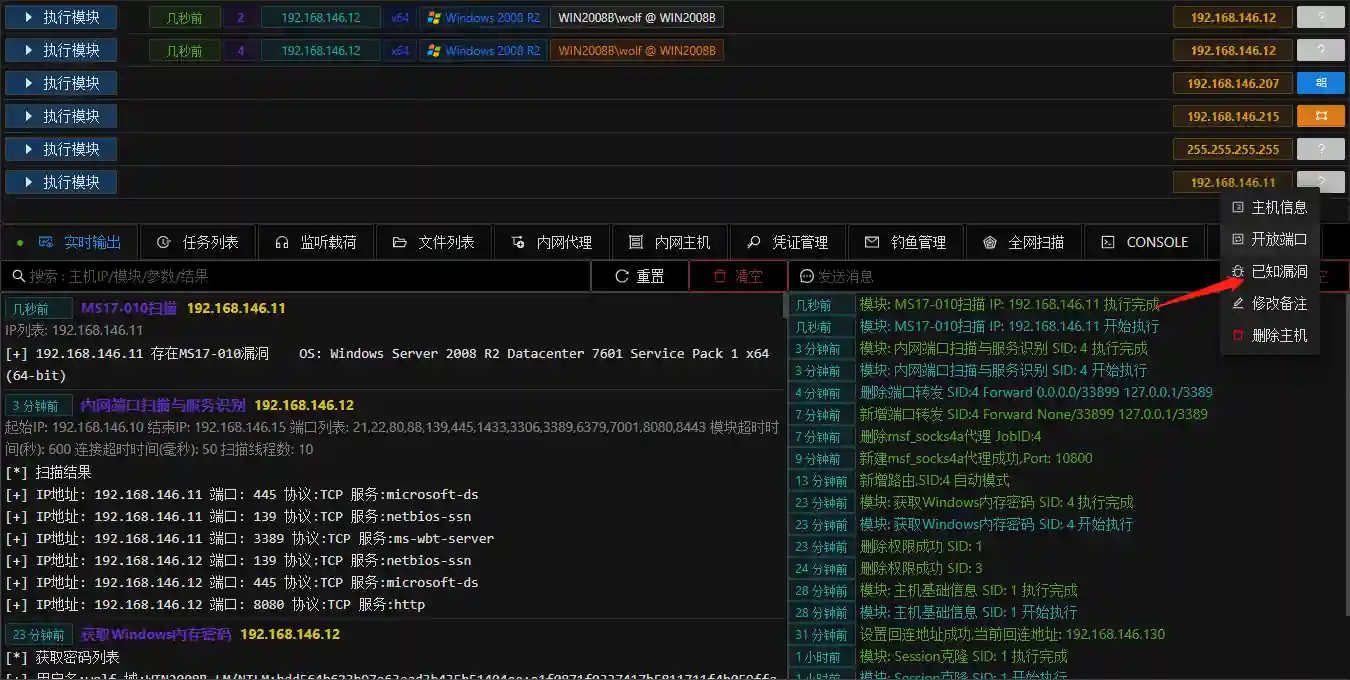 执行模块 几秒前 2 192.168.146.12 x64 Windows 2008 R2 WIN2008B\wolf @ WIN2008B 192.168.146.12 ?
执行模块 几秒前 4 192.168.146.12 x64 Windows 2008 R2 WIN2008B\wolf @ WIN2008B 192.168.146.12 ?
执行模块 192.168.146.207
执行模块 192.168.146.215
执行模块 255.255.255.255 ?
执行模块 192.168.146.11 ?
主机信息
开放端口
已知漏洞
修改备注
删除主机
实时输出 任务列表 监听载荷 文件列表 内网代理 内网主机 凭证管理 钓鱼管理 全网扫描 CONSOLE
搜索 : 主机IP/模块/参数/结果 重置 清空 发送消息 空
几秒前 MS17-010扫描 192.168.146.11
IP列表: 192.168.146.11
[+] 192.168.146.11 存在MS17-010漏洞 OS: Windows Server 2008 R2 Datacenter 7601 Service Pack 1 x64
(64-bit)
3 分钟前 内网端口扫描与服务识别 192.168.146.12
起始IP: 192.168.146.10 结束IP: 192.168.146.15 端口列表: 21,22,80,88,139,445,1433,3306,3389,6379,7001,8080,8443 模块超时时
间(秒): 600 连接超时时间(毫秒): 50 扫描线程数: 10
[*] 扫描结果
[+] IP地址: 192.168.146.11 端口: 445 协议:TCP 服务:microsoft-ds
[+] IP地址: 192.168.146.11 端口: 139 协议:TCP 服务:netbios-ssn
[+] IP地址: 192.168.146.11 端口: 3389 协议:TCP 服务:ms-wbt-server
[+] IP地址: 192.168.146.12 端口: 139 协议:TCP 服务:netbios-ssn
[+] IP地址: 192.168.146.12 端口: 445 协议:TCP 服务:microsoft-ds
[+] IP地址: 192.168.146.12 端口: 8080 协议:TCP 服务:http
23 分钟前 获取Windows内存密码 192.168.146.12
[*] 获取密码列表
几秒前 模块: MS17-010扫描 IP: 192.168.146.11 执行完成
几秒前 模块: MS17-010扫描 IP: 192.168.146.11 开始执行
3 分钟前 模块: 内网端口扫描与服务识别 SID: 4 执行完成
3 分钟前 模块: 内网端口扫描与服务识别 SID: 4 开始执行
4 分钟前 删除端口转发 SID:4 Forward 0.0.0.0/33899 127.0.0.1/3389
7 分钟前 新增端口转发 SID:4 Forward None/33899 127.0.0.1/3389
7 分钟前 删除msf_socks4a代理 JobID:4
9 分钟前 新建msf_socks4a代理成功,Port: 10800
13 分钟前 新增路由,SID:4 自动模式
23 分钟前 模块: 获取Windows内存密码 SID: 4 执行完成
23 分钟前 模块: 获取Windows内存密码 SID: 4 开始执行
23 分钟前 删除权限成功 SID: 1
24 分钟前 删除权限成功 SID: 3
28 分钟前 模块: 主机基础信息 SID: 1 执行完成
28 分钟前 模块: 主机基础信息 SID: 1 开始执行
31 分钟前 设置回连地址成功,当前回连地址: 192.168.146.130
1 小时前 模块: Session克隆 SID: 1 执行完成
1 小时前 模块: Session克隆 SID: 1 开始执行